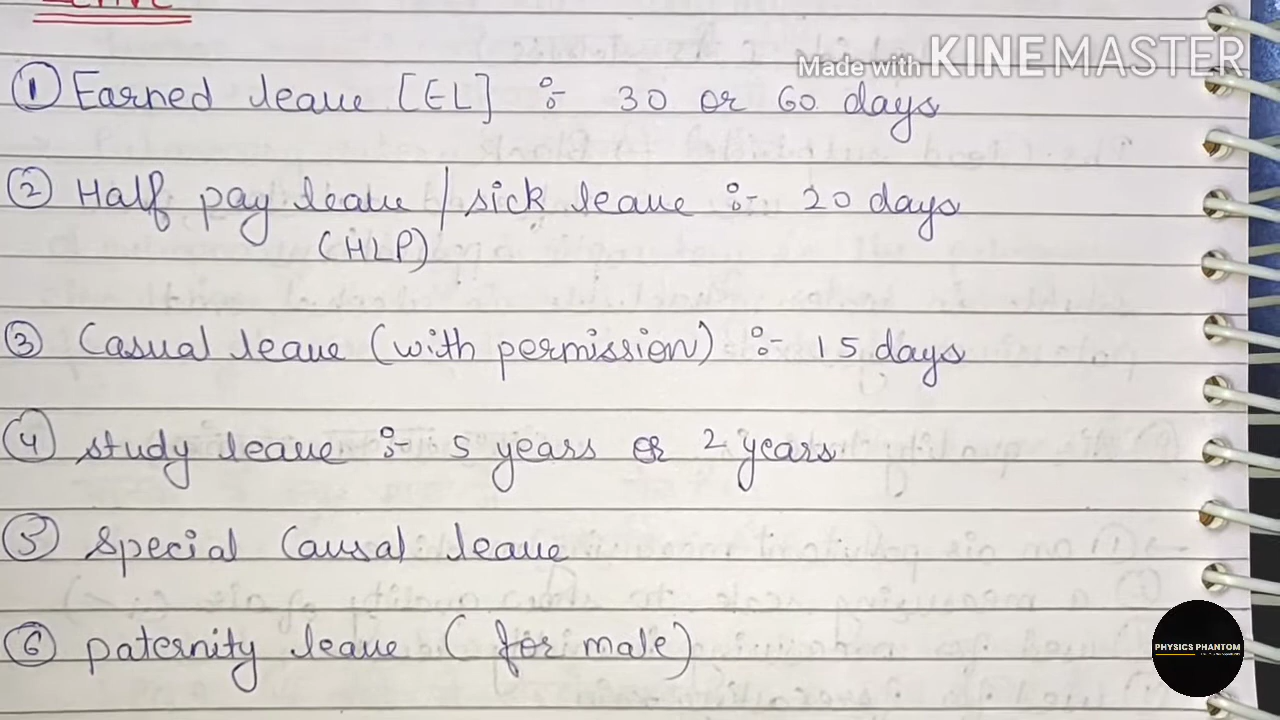 Made with KINEMASTER
① Earned leave [EL] :- 30 or 60 days
② Half pay leave / sick leave :- 20 days
(HLP)
③ Casual leave (with permission) :- 15 days
④ study leave :- 5 years or 2 years
⑤ Special Causal leave
⑥ paternity leave (for male)
PHYSICS PHANTOM